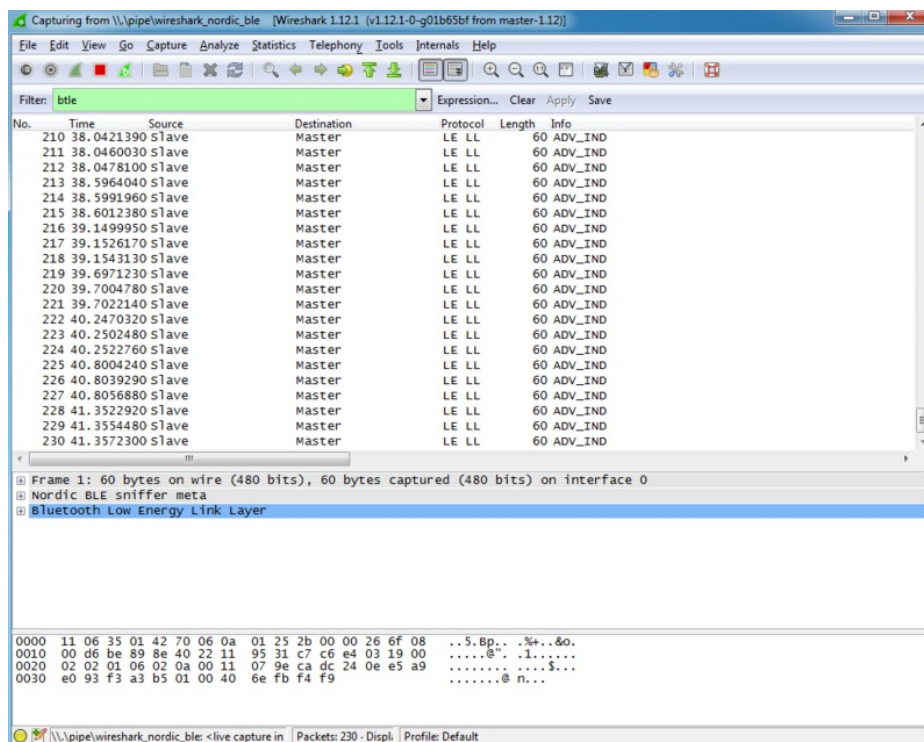 Capturing from \\.\pipe\wireshark_nordic_ble [Wireshark 1.12.1 (v1.12.1-0-g01b65bf from master-1.12)]
File Edit View Go Capture Analyze Statistics Telephony Tools Internals Help
Filter: btle Expression... Clear Apply Save
No. Time Source Destination Protocol Length Info
210 38.0421390 Slave Master LE LL 60 ADV_IND
211 38.0460030 Slave Master LE LL 60 ADV_IND
212 38.0478100 Slave Master LE LL 60 ADV_IND
213 38.5964040 Slave Master LE LL 60 ADV_IND
214 38.5991960 Slave Master LE LL 60 ADV_IND
215 38.6012380 Slave Master LE LL 60 ADV_IND
216 39.1499950 Slave Master LE LL 60 ADV_IND
217 39.1526170 Slave Master LE LL 60 ADV_IND
218 39.1543130 Slave Master LE LL 60 ADV_IND
219 39.6971230 Slave Master LE LL 60 ADV_IND
220 39.7004780 Slave Master LE LL 60 ADV_IND
221 39.7022140 Slave Master LE LL 60 ADV_IND
222 40.2470320 Slave Master LE LL 60 ADV_IND
223 40.2502480 Slave Master LE LL 60 ADV_IND
224 40.2522760 Slave Master LE LL 60 ADV_IND
225 40.8004240 Slave Master LE LL 60 ADV_IND
226 40.8039290 Slave Master LE LL 60 ADV_IND
227 40.8056880 Slave Master LE LL 60 ADV_IND
228 41.3522920 Slave Master LE LL 60 ADV_IND
229 41.3554480 Slave Master LE LL 60 ADV_IND
230 41.3572300 Slave Master LE LL 60 ADV_IND
Frame 1: 60 bytes on wire (480 bits), 60 bytes captured (480 bits) on interface 0
Nordic BLE sniffer meta
Bluetooth Low Energy Link Layer
0000 11 06 35 01 42 70 06 0a 01 25 2b 00 00 26 6f 08 ..5.Bp.. .%+..&o.
0010 00 d6 be 89 8e 40 22 11 95 31 c7 c6 e4 03 19 00 .....@". .1......
0020 02 02 01 06 02 0a 00 11 07 9e ca dc 24 0e e5 a9 ........ ....$...
0030 e0 93 f3 a3 b5 01 00 40 6e fb f4 f9 .......@ n...
\\.\pipe\wireshark_nordic_ble: <live capture in Packets: 230 · Displ Profile: Default